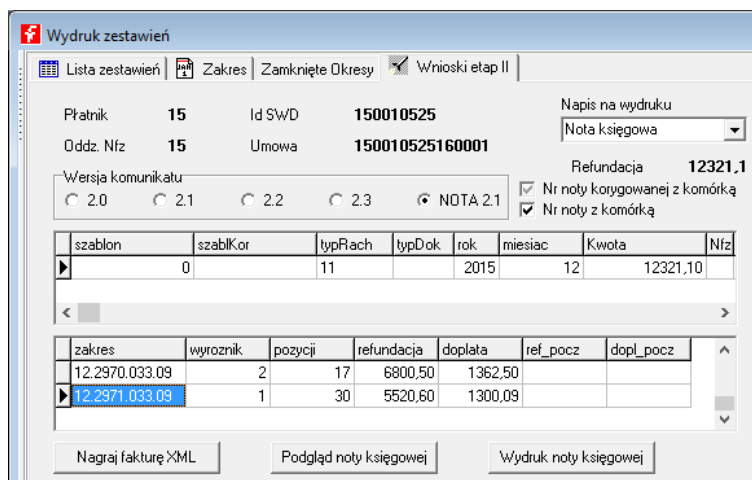 Wydruk zestawień
Lista zestawień Zakres Zamknięte Okresy Wnioski etap II
Płatnik 15 Id SWD 150010525 Napis na wydruku
Oddz. Nfz 15 Umowa 150010525160001 Nota księgowa
Refundacja 12321,1
Wersja komunikatu Nr noty korygowanej z komórką
2.0 2.1 2.2 2.3 NOTA 2.1 Nr noty z komórką
szablon szablKor typRach typDok rok miesiac Kwota Nfz
0 11 2015 12 12321,10
zakres wyroznik pozycji refundacja doplata ref_pocz dopl_pocz
12.2970.033.09 2 17 6800,50 1362,50
12.2971.033.09 1 30 5520,60 1300,09
Nagraj fakturę XML Podgląd noty księgowej Wydruk noty księgowej